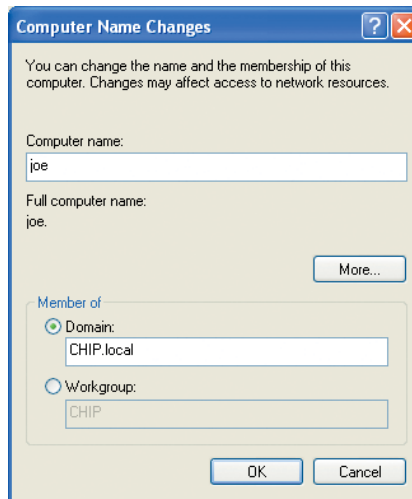 Computer Name Changes
You can change the name and the membership of this
computer. Changes may affect access to network resources.
Computer name:
joe
Full computer name:
joe.
More...
Member of
Domain:
CHIP.local
Workgroup:
CHIP
OK Cancel